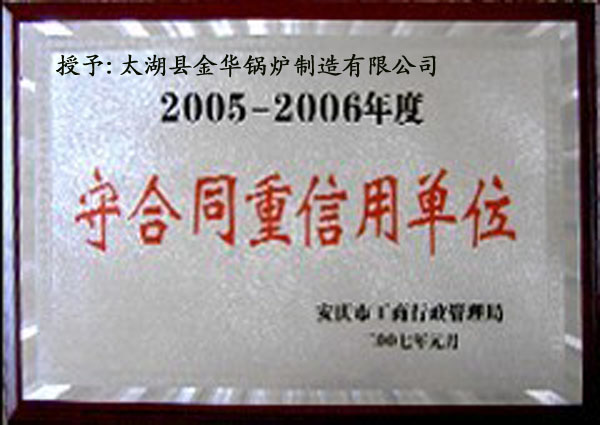 授予:太湖县金华锅炉制造有限公司
2005-2006年度
守合同重信用单位
安庆市工商行政管理局
二00七年元月